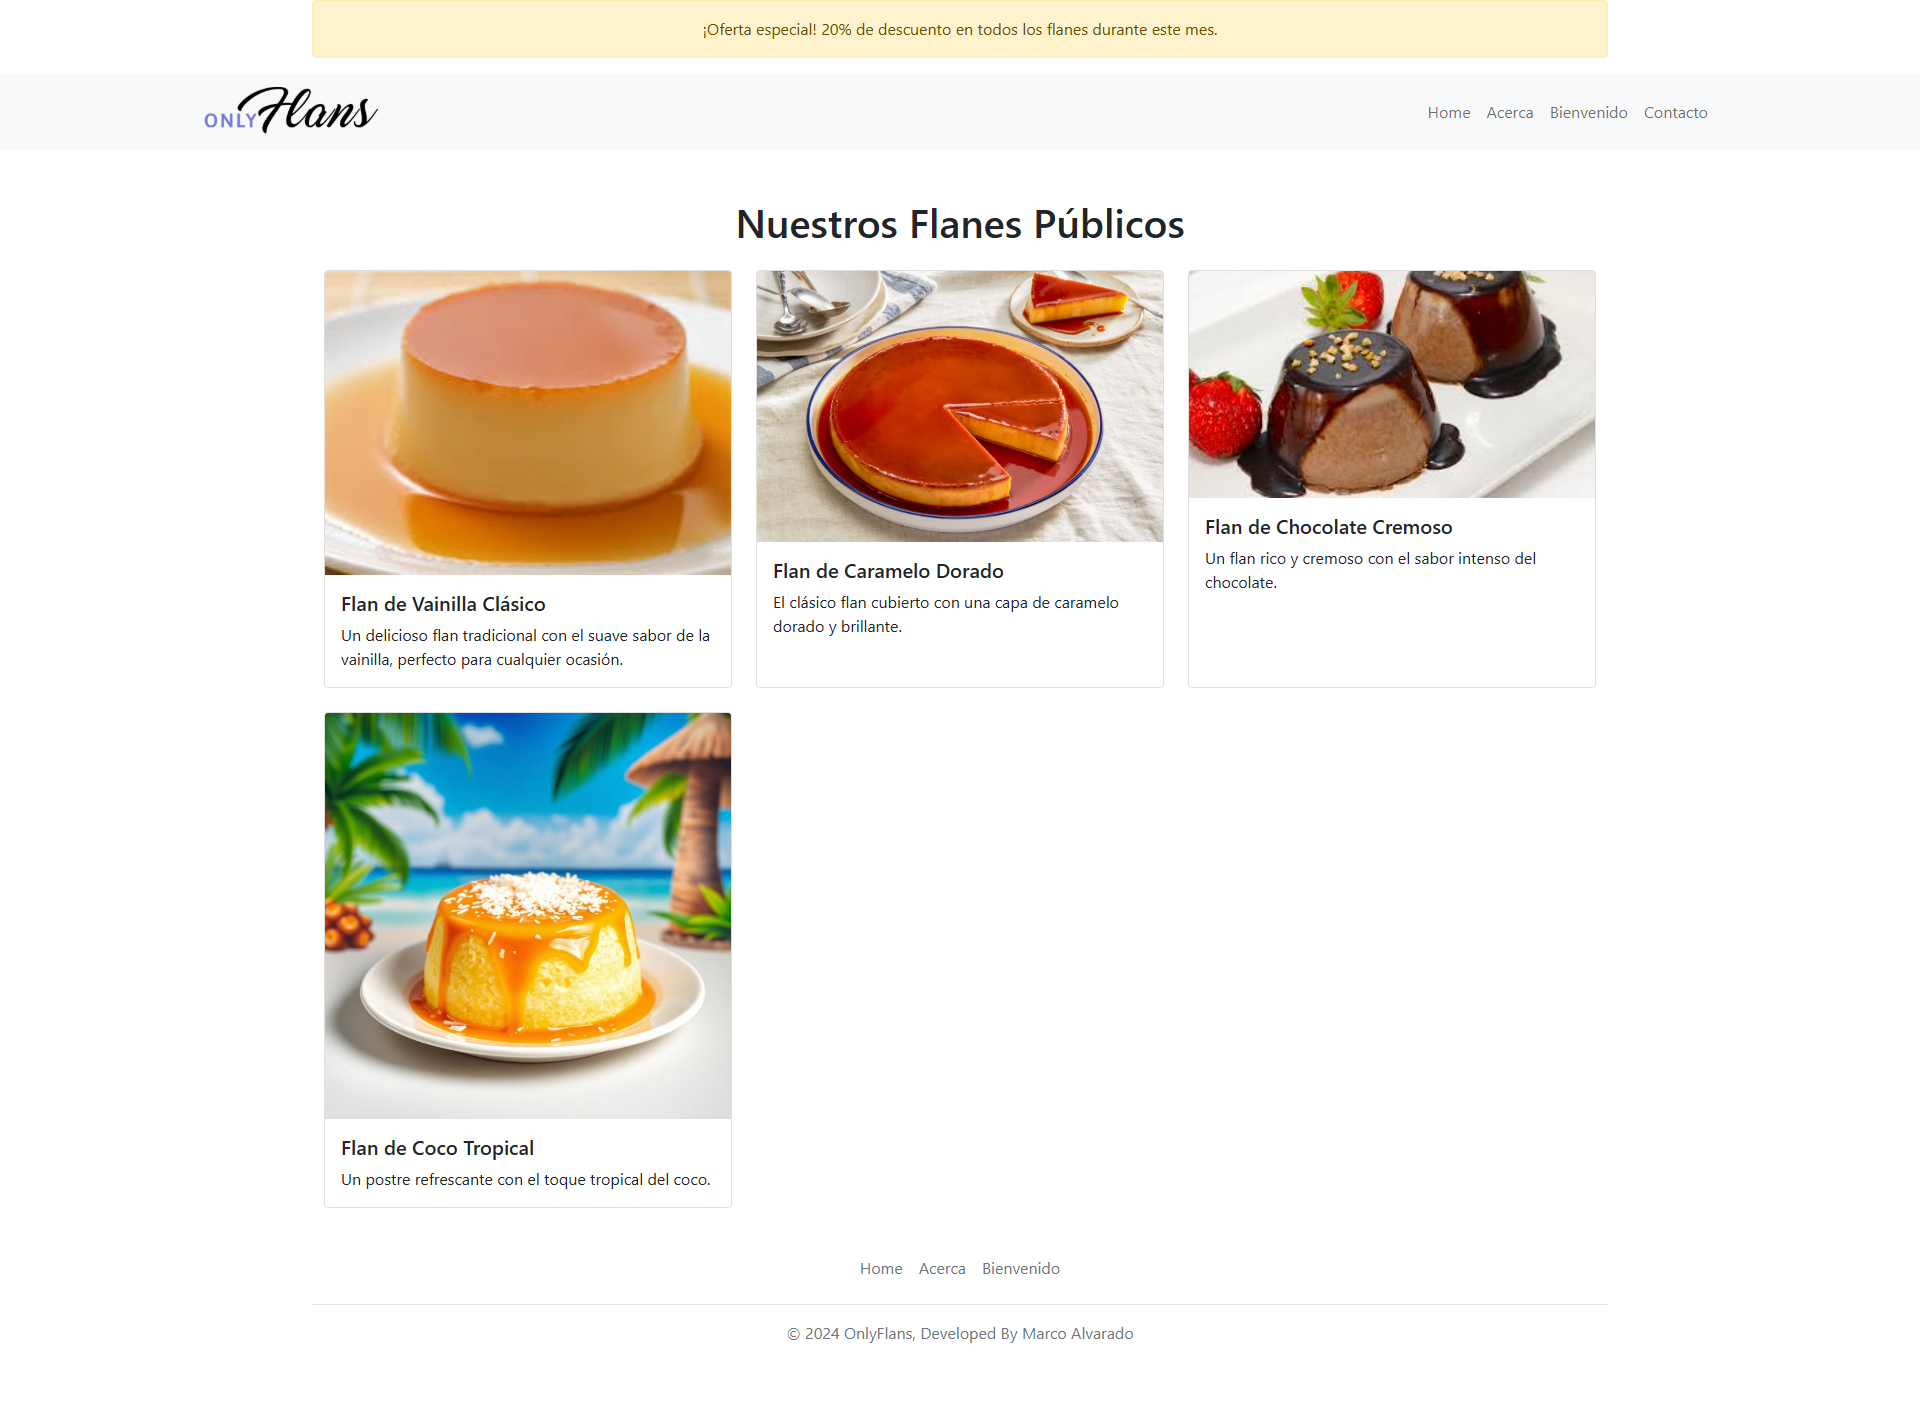 ¡Oferta especial! 20% de descuento en todos los flanes durante este mes.
ONLYFlans
Home Acerca Bienvenido Contacto
Nuestros Flanes Públicos
Flan de Vainilla Clásico
Un delicioso flan tradicional con el suave sabor de la
vainilla, perfecto para cualquier ocasión.
Flan de Caramelo Dorado
El clásico flan cubierto con una capa de caramelo
dorado y brillante.
Flan de Chocolate Cremoso
Un flan rico y cremoso con el sabor intenso del
chocolate.
Flan de Coco Tropical
Un postre refrescante con el toque tropical del coco.
Home Acerca Bienvenido
© 2024 OnlyFlans, Developed By Marco Alvarado